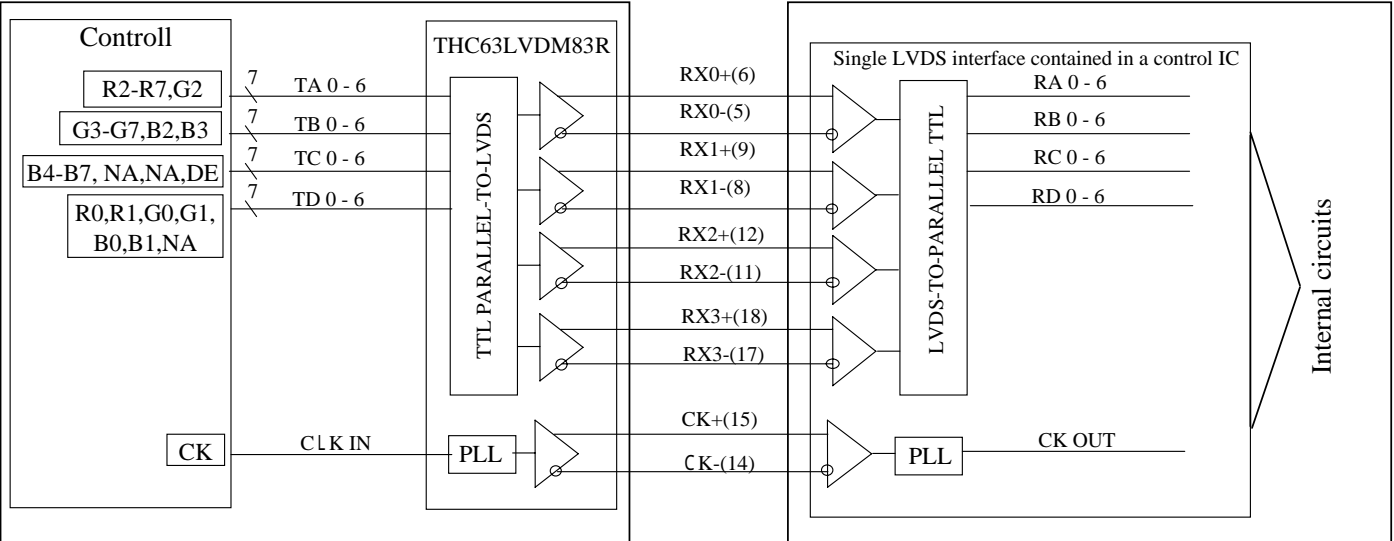 Controll
R2-R7,G2
G3-G7,B2,B3
B4-B7, NA,NA,DE
R0,R1,G0,G1,
B0,B1,NA
CK
7
TA 0 - 6
7
TB 0 - 6
7
TC 0 - 6
7
TD 0 - 6
CLK IN
THC63LVDM83R
TTL PARALLEL-TO-LVDS
PLL
RX0+(6)
RX0-(5)
RX1+(9)
RX1-(8)
RX2+(12)
RX2-(11)
RX3+(18)
RX3-(17)
CK+(15)
CK-(14)
Single LVDS interface contained in a control IC
LVDS-TO-PARALLEL TTL
PLL
RA 0 - 6
RB 0 - 6
RC 0 - 6
RD 0 - 6
CK OUT
Internal circuits